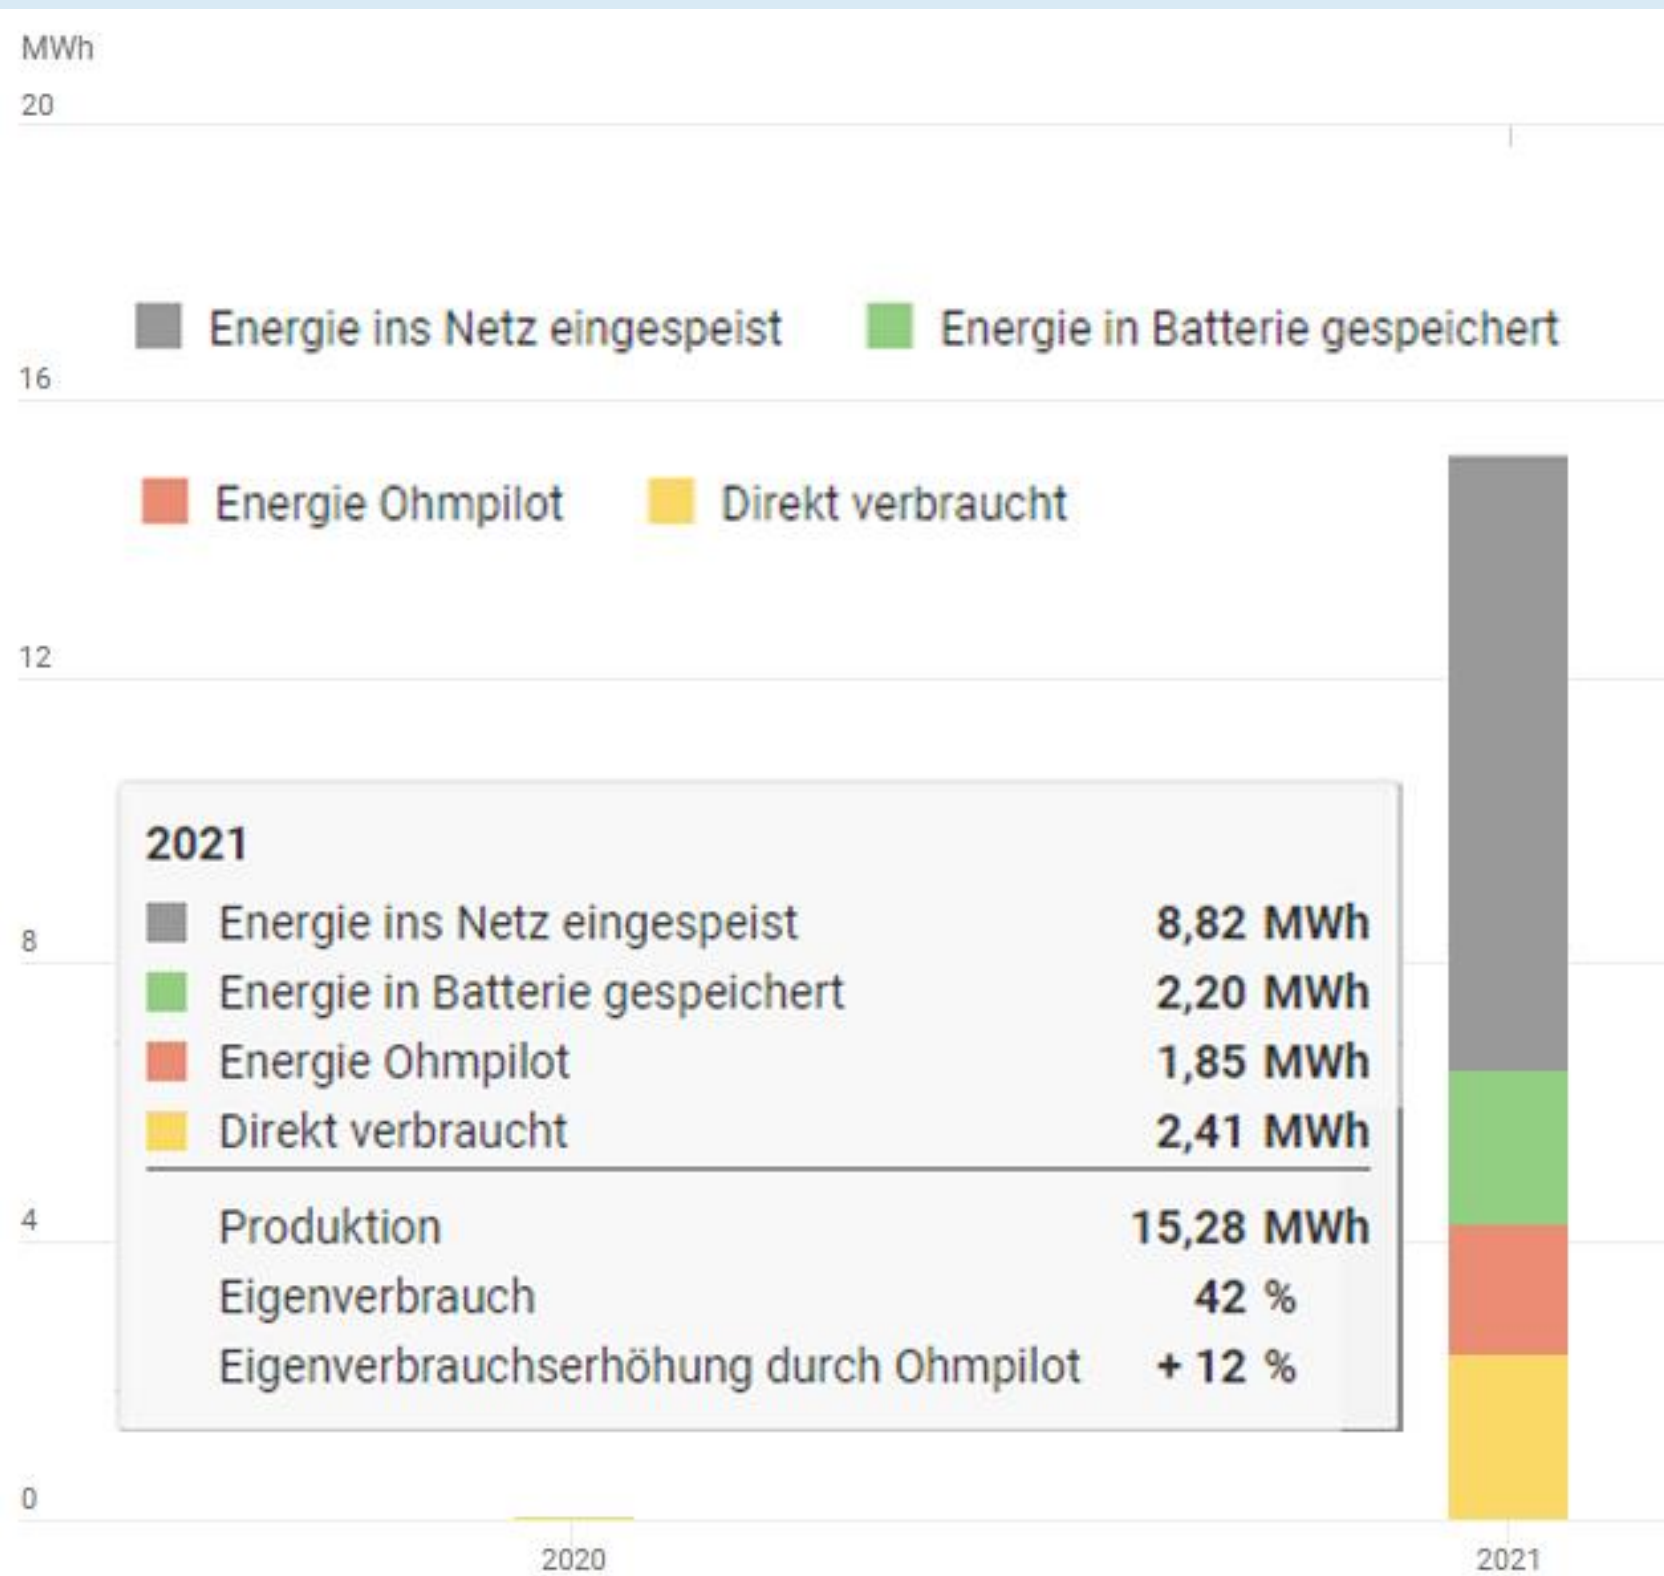 MWh
20
Energie ins Netz eingespeist Energie in Batterie gespeichert
16
Energie Ohmpilot Direkt verbraucht
12
2021
Energie ins Netz eingespeist 8,82 MWh
8
Energie in Batterie gespeichert 2,20 MWh
Energie Ohmpilot 1,85 MWh
Direkt verbraucht 2,41 MWh
4
Produktion 15,28 MWh
Eigenverbrauch 42 %
Eigenverbrauchserhöhung durch Ohmpilot + 12 %
0
2020 2021